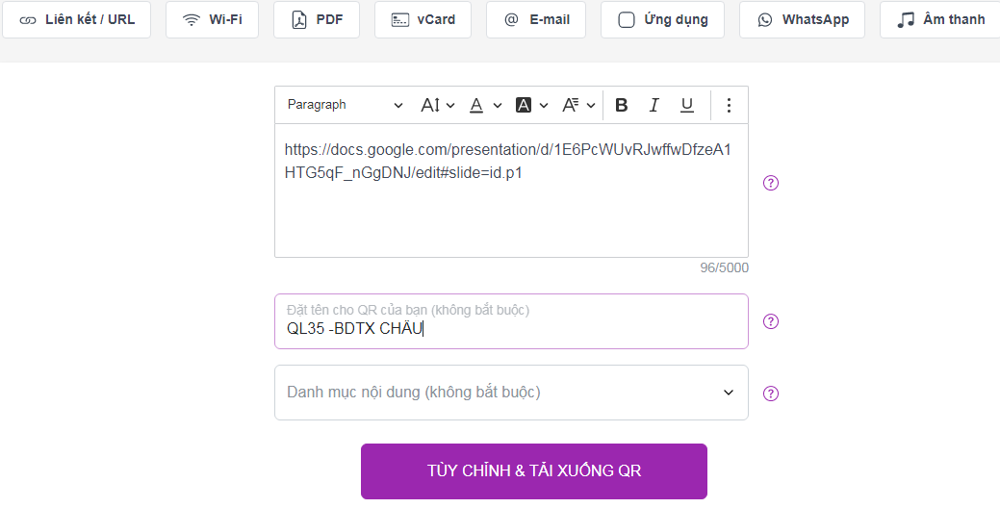 Liên kết / URL Wi-Fi PDF vCard E-mail Ứng dụng WhatsApp Âm thanh
Paragraph B I U
https://docs.google.com/presentation/d/1E6PcWUvRJwffwDfzeA1
HTG5qF_nGgDNJ/edit#slide=id.p1
96/5000
Đặt tên cho QR của bạn (không bắt buộc)
QL35 -BDTX CHÂU
Danh mục nội dung (không bắt buộc)
TÙY CHỈNH & TẢI XUỐNG QR